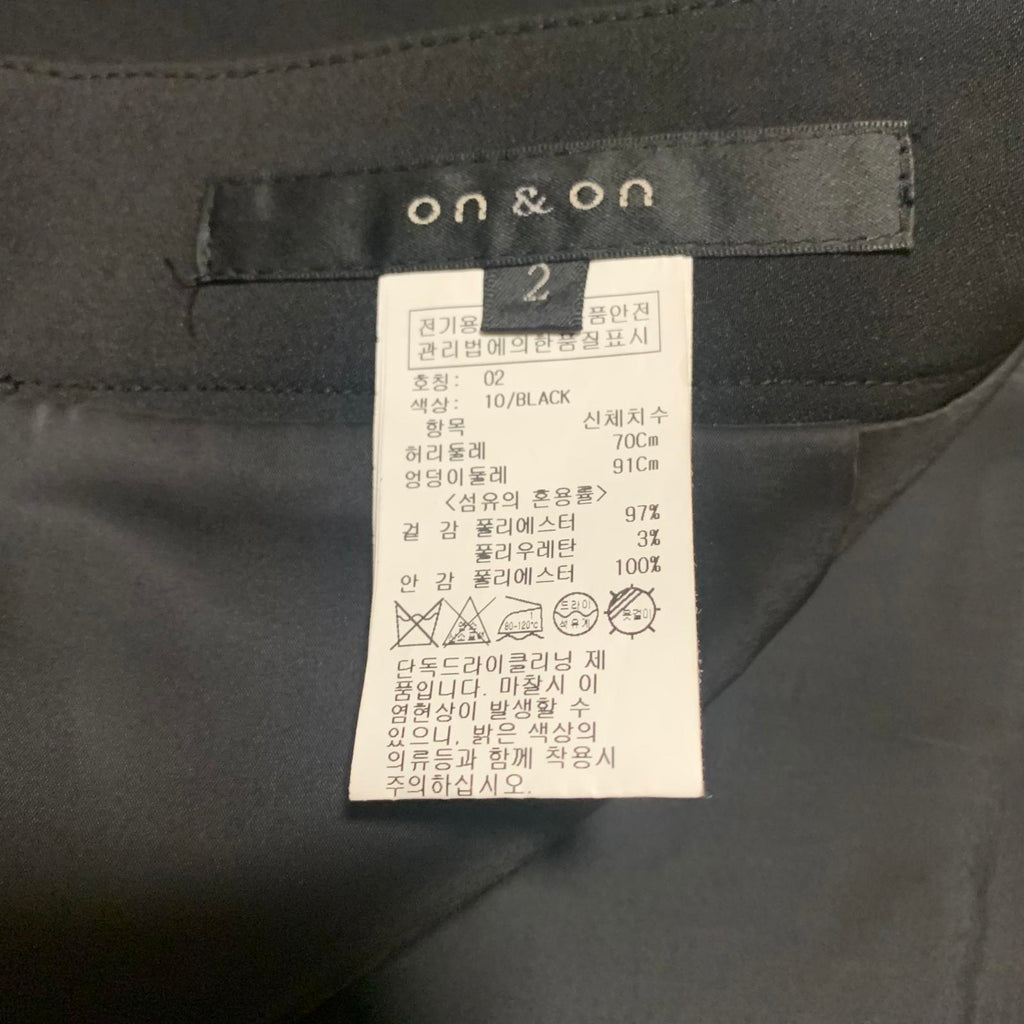 on & on
2
전기용 품안전
관리법에의한품질표시
호칭: 02
색상: 10/BLACK
항목 신체치수
허리둘레 70Cm
엉덩이둘레 91Cm
<섬유의 혼용률>
겉 감 폴리에스터 97%
폴리우레탄 3%
안 감 폴리에스터 100%
80-120℃ 드라이 옷걸이
석유계
단독드라이클리닝 제
품입니다. 마찰시 이
염현상이 발생할 수
있으니, 밝은 색상의
의류등과 함께 착용시
주의하십시오.